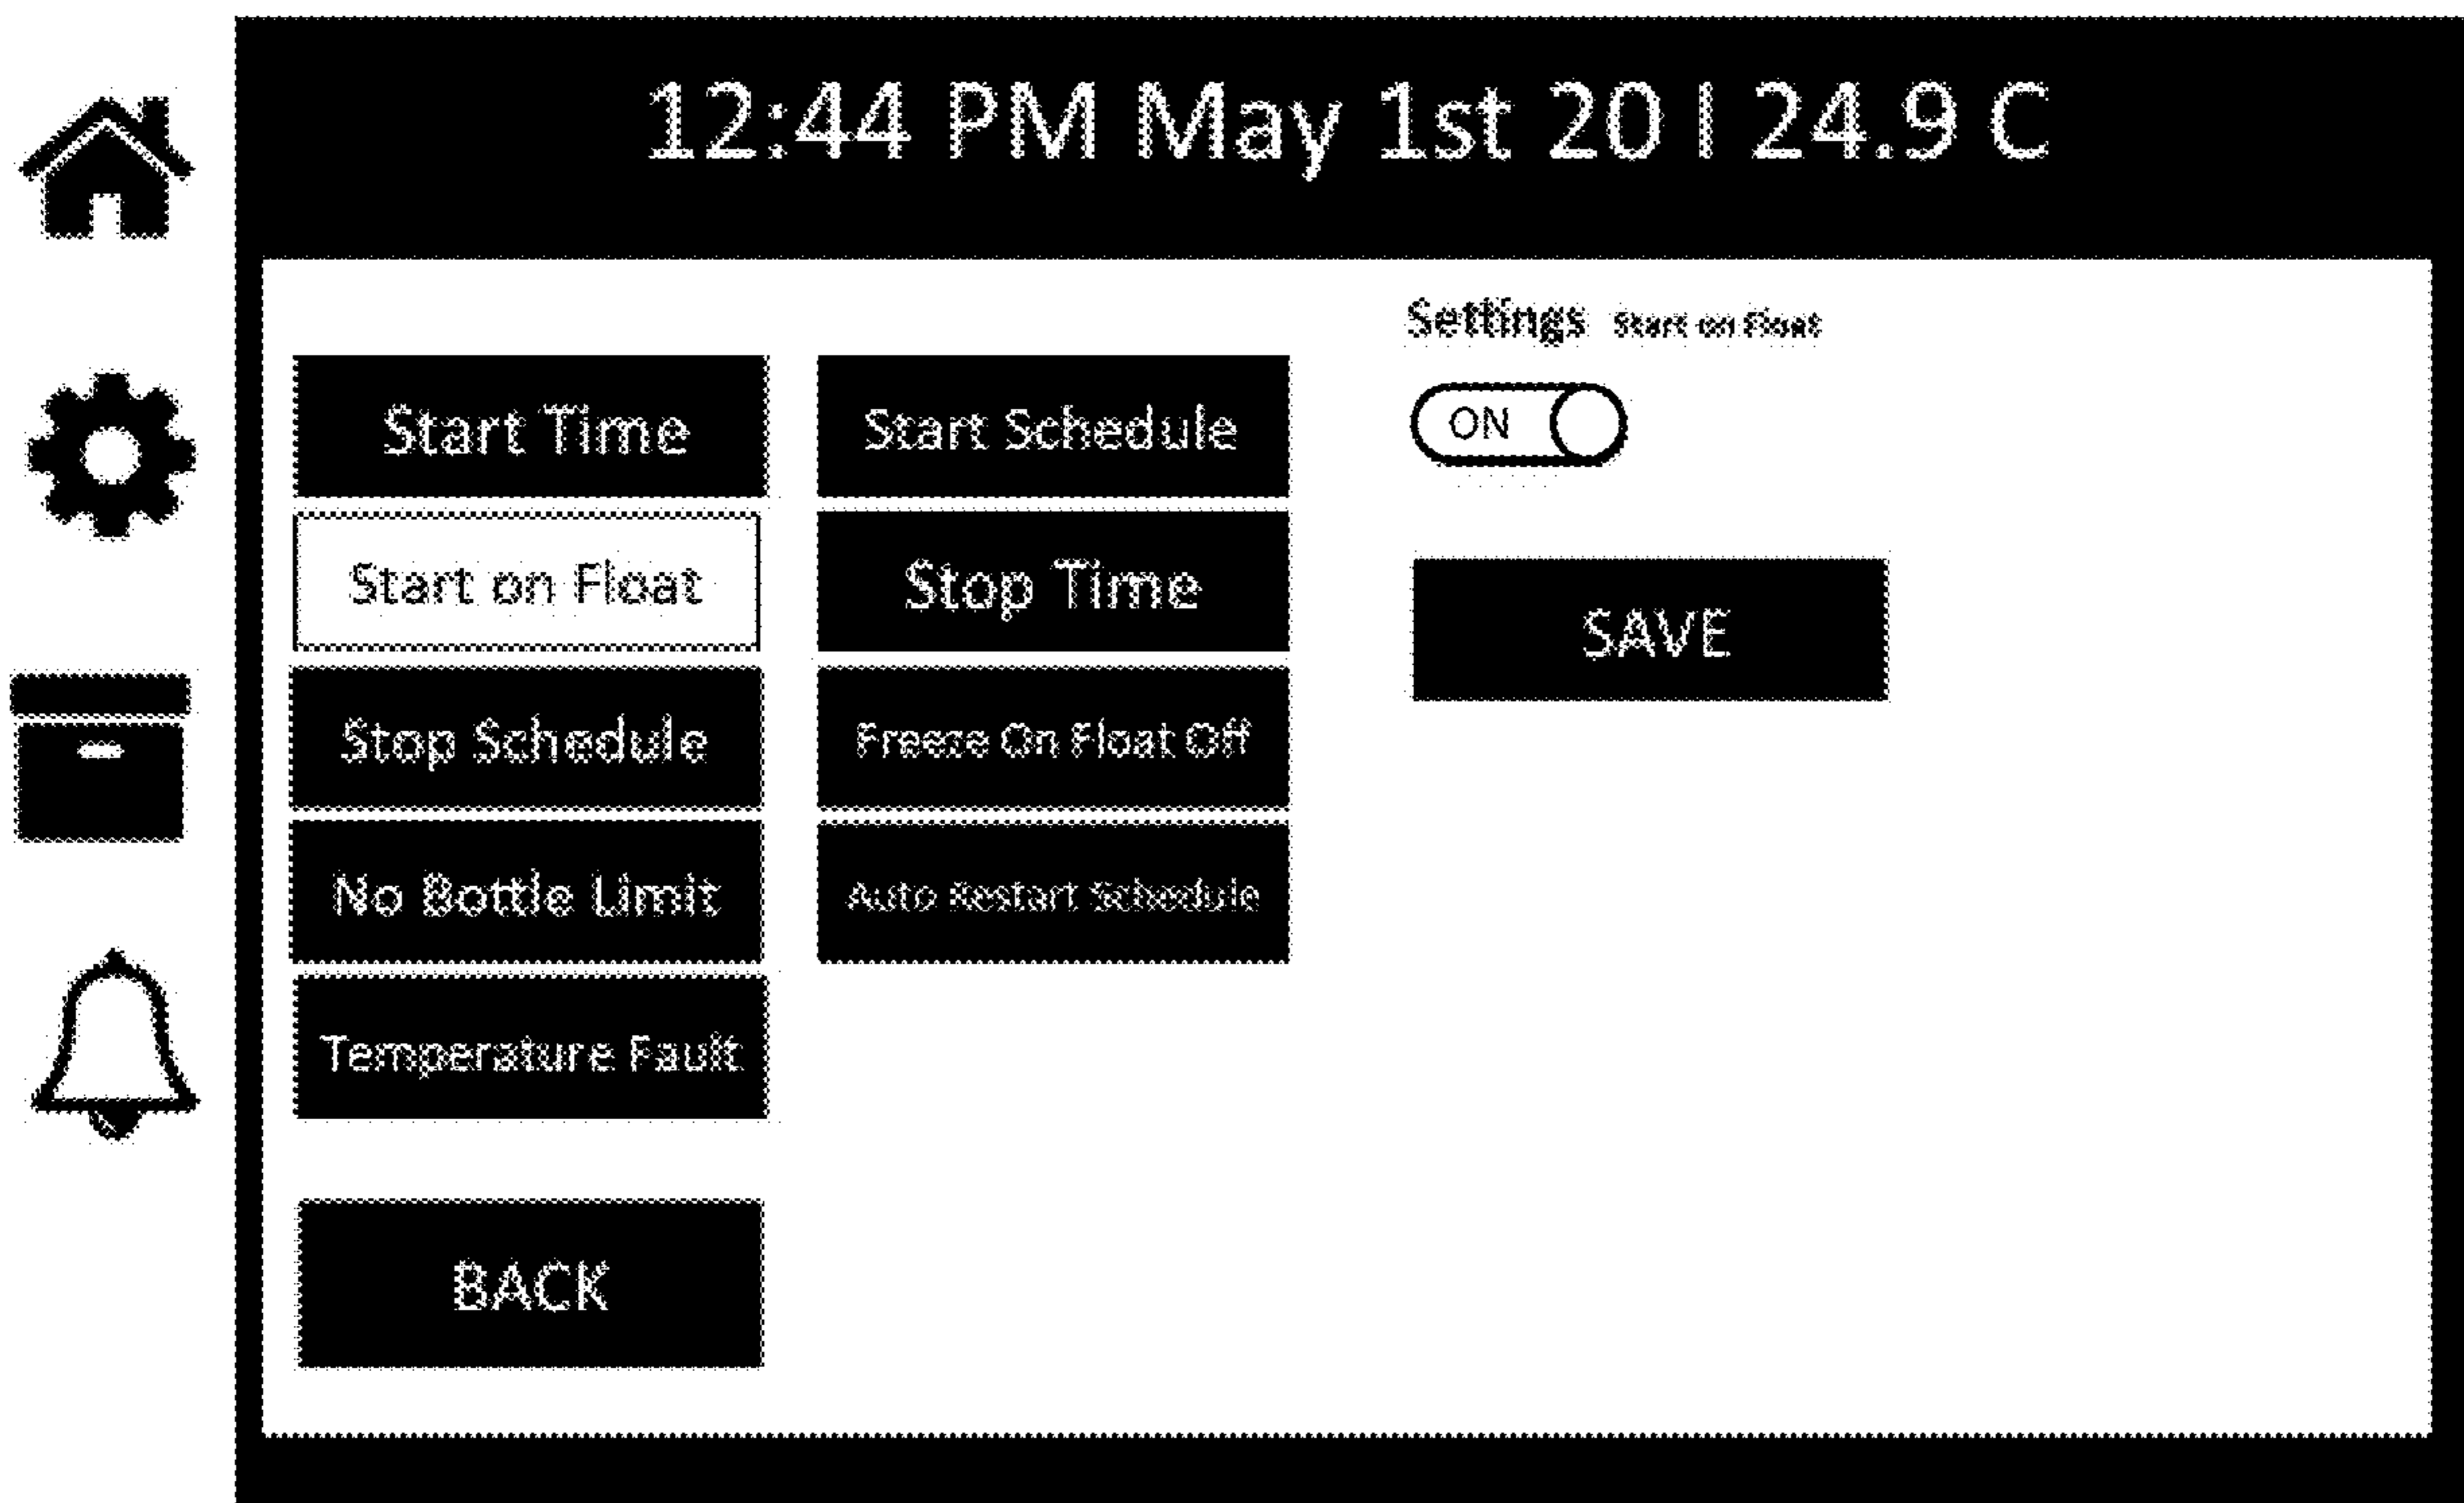 12:44 PM May 1st 20 | 24.9 C
Settings Start on Float
Start Time Start Schedule
ON
Start on Float Stop Time
SAVE
Stop Schedule Freeze On Float Off
No Bottle Limit Auto Restart Schedule
Temperature Fault
BACK